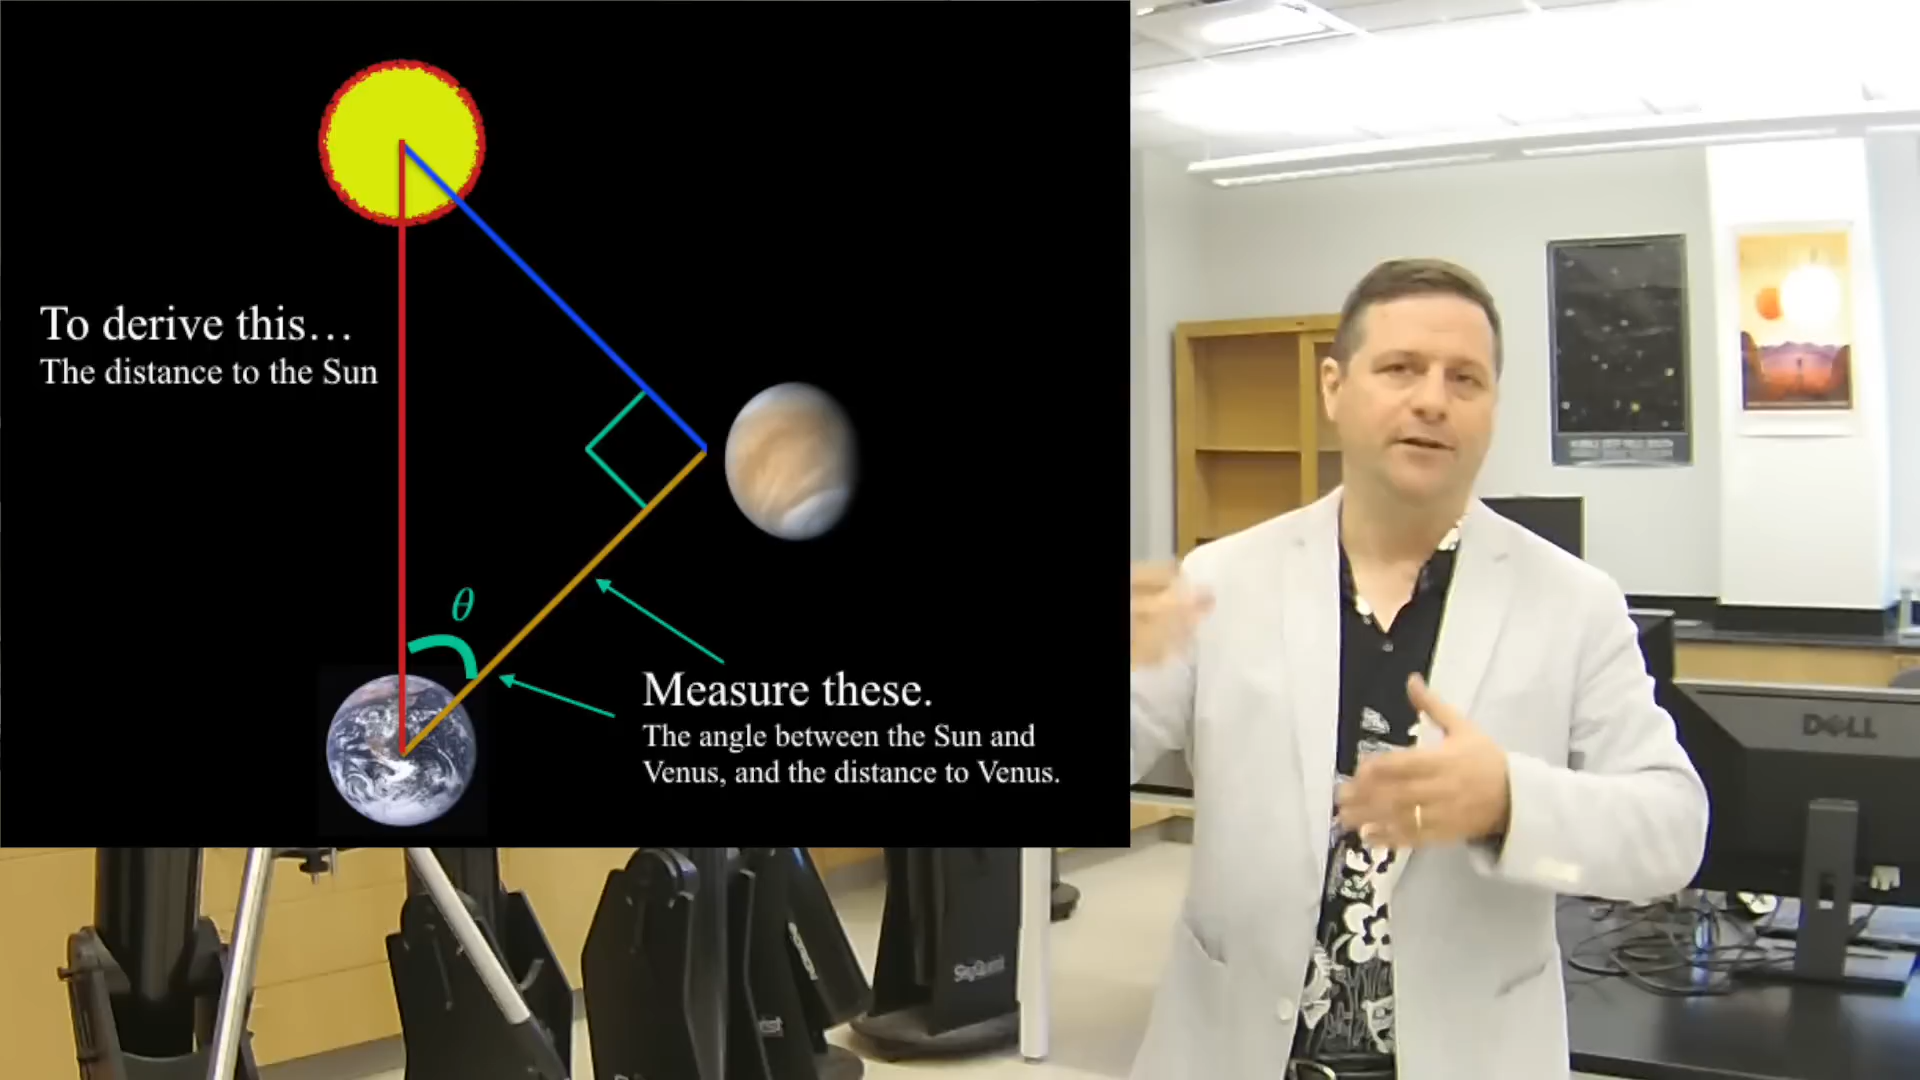 To derive this…
The distance to the Sun
θ
Measure these.
The angle between the Sun and
Venus, and the distance to Venus.
DELL
SkyQuest